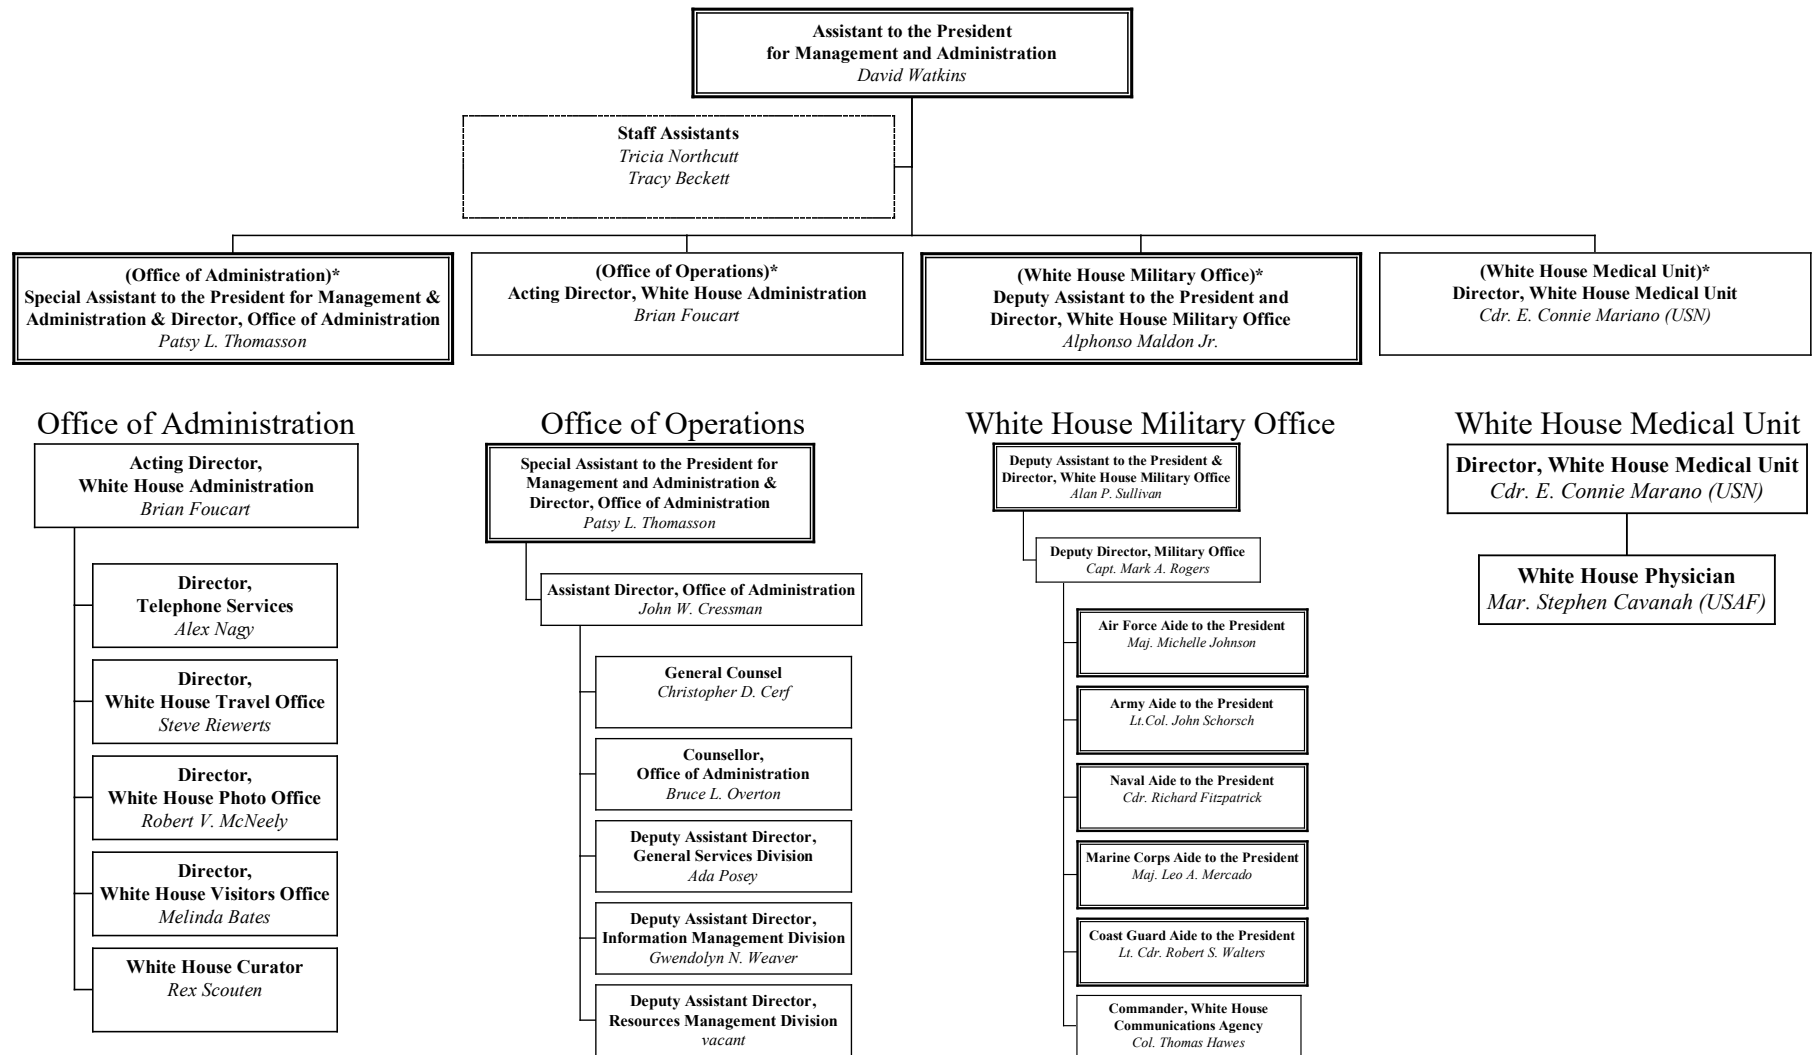 Assistant to the President
for Management and Administration
David Watkins
Staff Assistants
Tricia Northcutt
Tracy Beckett
(Office of Administration)*
Special Assistant to the President for Management &
Administration & Director, Office of Administration
Patsy L. Thomasson
(Office of Operations)*
Acting Director, White House Administration
Brian Foucart
(White House Military Office)*
Deputy Assistant to the President and
Director, White House Military Office
Alphonso Maldon Jr.
(White House Medical Unit)*
Director, White House Medical Unit
Cdr. E. Connie Mariano (USN)
Office of Administration
Acting Director,
White House Administration
Brian Foucart
Director,
Telephone Services
Alex Nagy
Director,
White House Travel Office
Steve Riewerts
Director,
White House Photo Office
Robert V. McNeely
Director,
White House Visitors Office
Melinda Bates
White House Curator
Rex Scouten
Office of Operations
Special Assistant to the President for
Management and Administration &
Director, Office of Administration
Patsy L. Thomasson
Assistant Director, Office of Administration
John W. Cressman
General Counsel
Christopher D. Cerf
Counsellor,
Office of Administration
Bruce L. Overton
Deputy Assistant Director,
General Services Division
Ada Posey
Deputy Assistant Director,
Information Management Division
Gwendolyn N. Weaver
Deputy Assistant Director,
Resources Management Division
vacant
White House Military Office
Deputy Assistant to the President &
Director, White House Military Office
Alan P. Sullivan
Deputy Director, Military Office
Capt. Mark A. Rogers
Air Force Aide to the President
Maj. Michelle Johnson
Army Aide to the President
Lt.Col. John Schorsch
Naval Aide to the President
Cdr. Richard Fitzpatrick
Marine Corps Aide to the President
Maj. Leo A. Mercado
Coast Guard Aide to the President
Lt. Cdr. Robert S. Walters
Commander, White House
Communications Agency
Col. Thomas Hawes
White House Medical Unit
Director, White House Medical Unit
Cdr. E. Connie Marano (USN)
White House Physician
Mar. Stephen Cavanah (USAF)